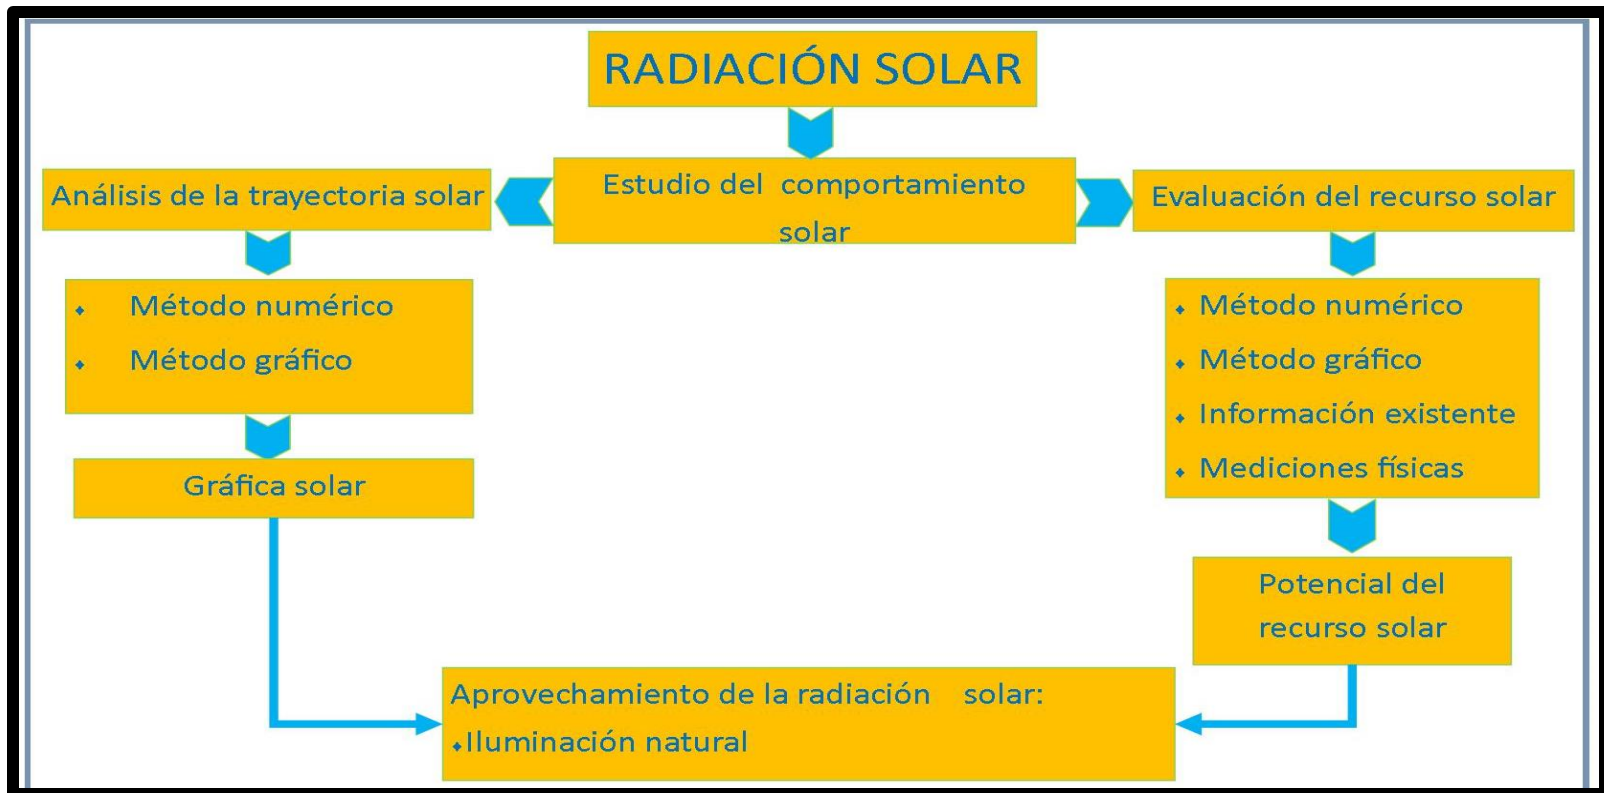 RADIACIÓN SOLAR
Estudio del comportamiento
solar
Análisis de la trayectoria solar
Evaluación del recurso solar
Método numérico
Método gráfico
Gráfica solar
Método numérico
Método gráfico
Información existente
Mediciones físicas
Potencial del
recurso solar
Aprovechamiento de la radiación solar:
Iluminación natural